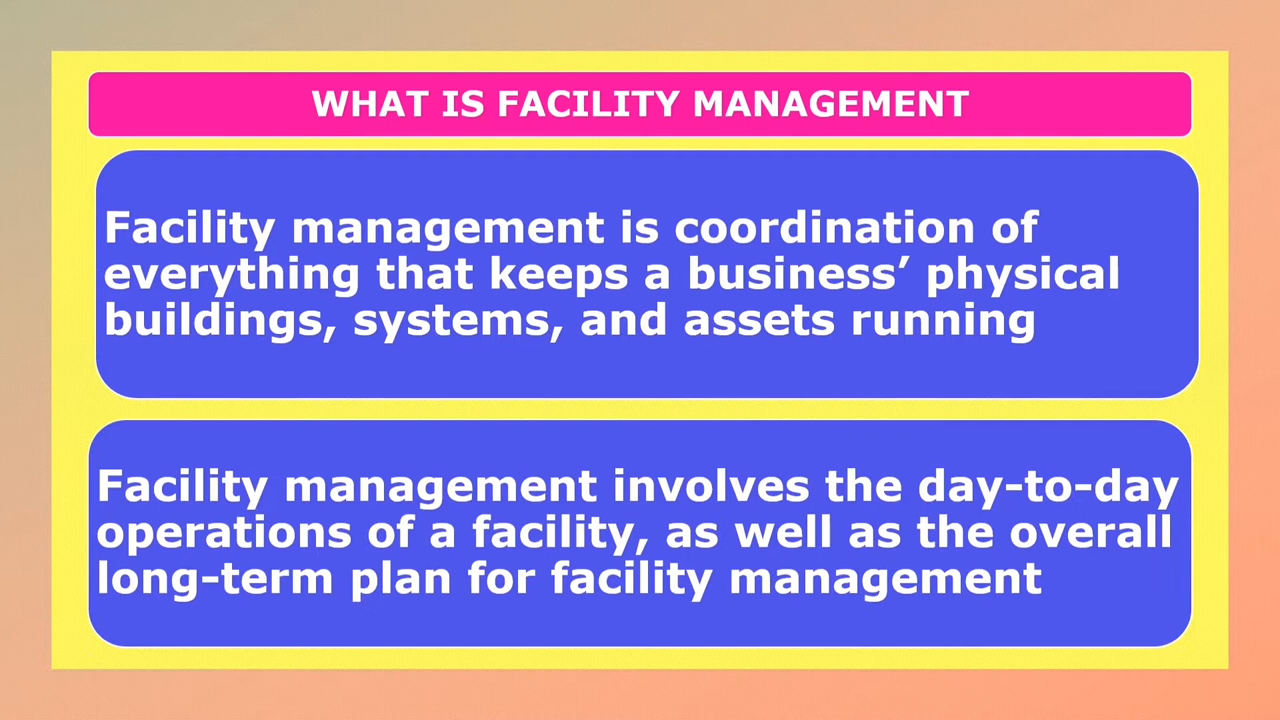 WHAT IS FACILITY MANAGEMENT
Facility management is coordination of
everything that keeps a business’ physical
buildings, systems, and assets running
Facility management involves the day-to-day
operations of a facility, as well as the overall
long-term plan for facility management